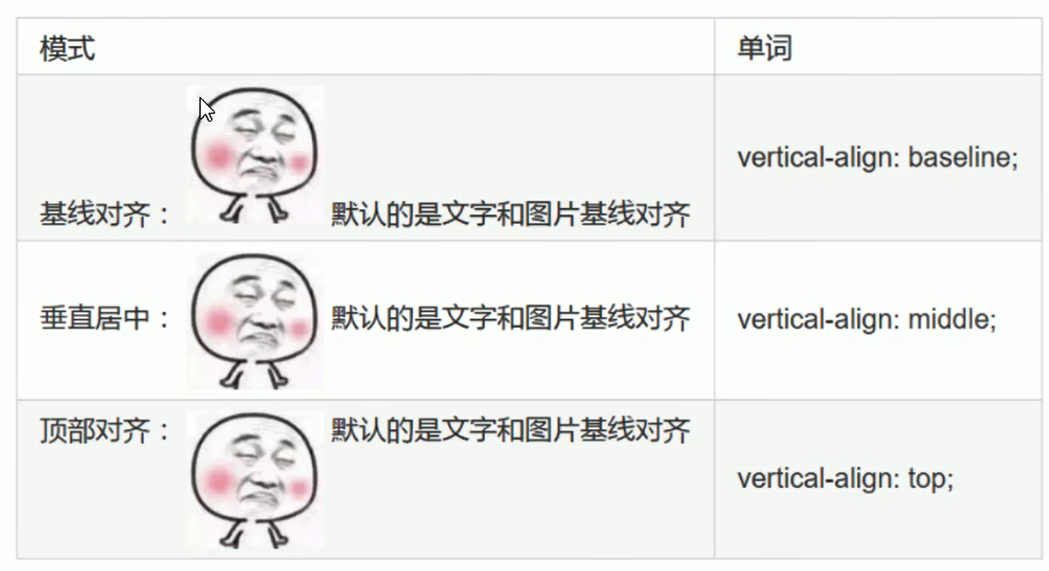 模式 单词
基线对齐： 默认的是文字和图片基线对齐 vertical-align: baseline;
垂直居中： 默认的是文字和图片基线对齐 vertical-align: middle;
顶部对齐： 默认的是文字和图片基线对齐 vertical-align: top;